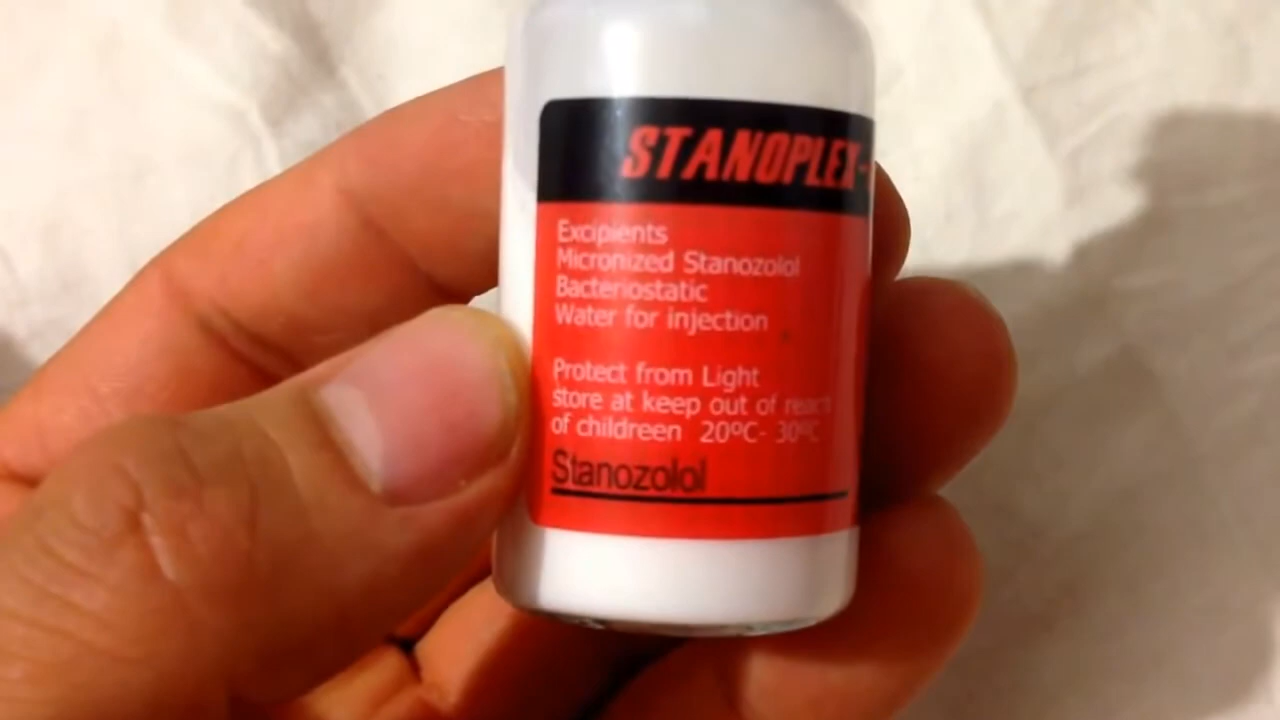 STANOPLEX-
Excipients
Micronized Stanozolol
Bacteriostatic
Water for injection
Protect from Light
store at keep out of reach
of childreen 20ºC- 30ºC
Stanozolol